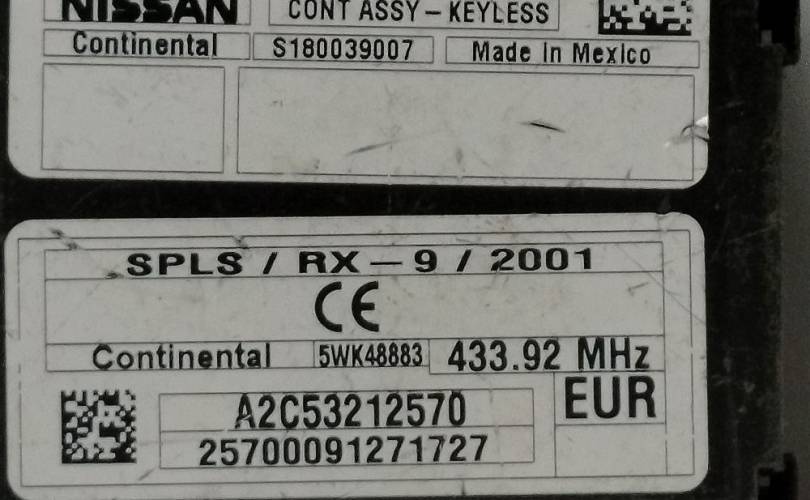 NISSAN CONT ASSY – KEYLESS
Continental S180039007 Made in Mexico
SPLS / RX – 9 / 2001
CE
Continental 5WK48883 433.92 MHz
A2C53212570 EUR
25700091271727